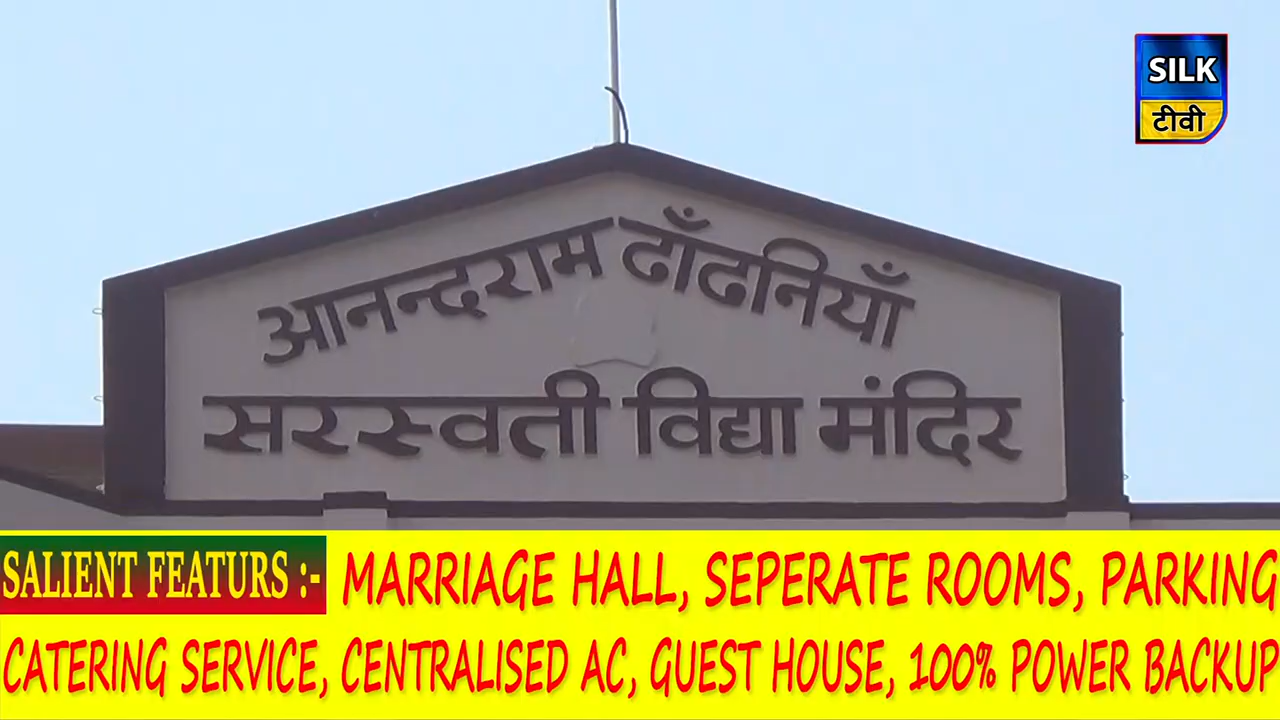 SILK
टीवी
आनन्दराम ढाँढनियाँ
सरस्वती विद्या मंदिर
SALIENT FEATURS :- MARRIAGE HALL, SEPERATE ROOMS, PARKING
CATERING SERVICE, CENTRALISED AC, GUEST HOUSE, 100% POWER BACKUP